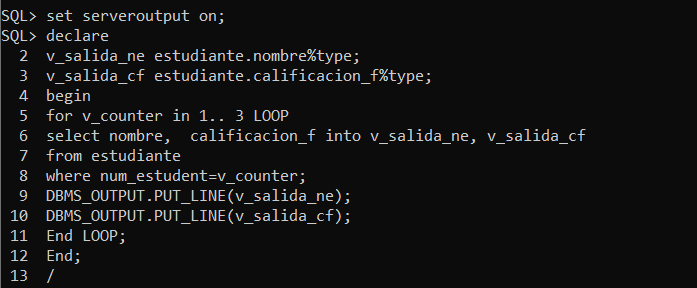 SQL> set serveroutput on;
SQL> declare
2 v_salida_ne estudiante.nombre%type;
3 v_salida_cf estudiante.calificacion_f%type;
4 begin
5 for v_counter in 1.. 3 LOOP
6 select nombre,  calificacion_f into v_salida_ne, v_salida_cf
7 from estudiante
8 where num_estudent=v_counter;
9 DBMS_OUTPUT.PUT_LINE(v_salida_ne);
10 DBMS_OUTPUT.PUT_LINE(v_salida_cf);
11 End LOOP;
12 End;
13 /